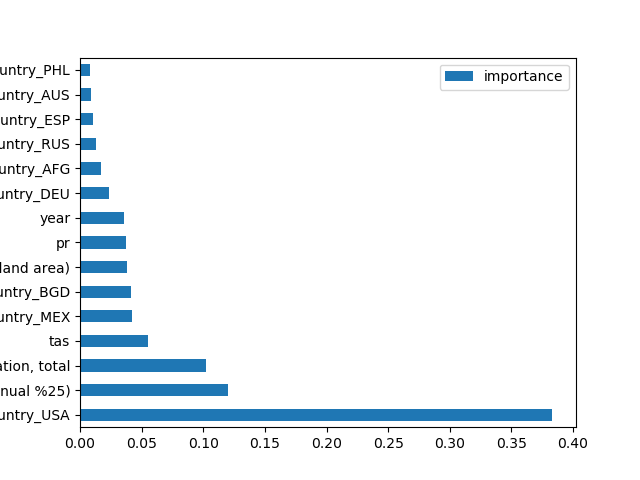 untry_PHL
untry_AUS
untry_ESP
untry_RUS
untry_AFG
untry_DEU
year
pr
land area)
untry_BGD
untry_MEX
tas
ation, total
nual %25)
untry_USA
importance
0.00 0.05 0.10 0.15 0.20 0.25 0.30 0.35 0.40